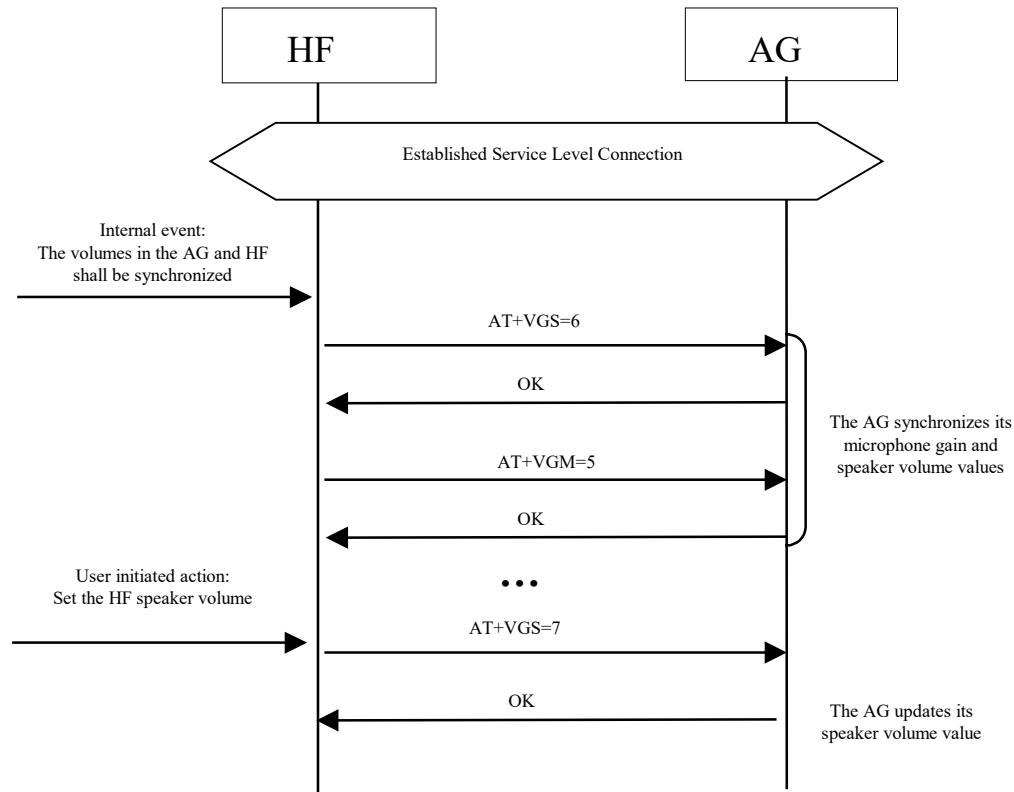 HF
AG
Established Service Level Connection
Internal event:
The volumes in the AG and HF
shall be synchronized
AT+VGS=6
OK
The AG synchronizes its
microphone gain and
speaker volume values
AT+VGM=5
OK
User initiated action:
Set the HF speaker volume
...
AT+VGS=7
OK
The AG updates its
speaker volume value